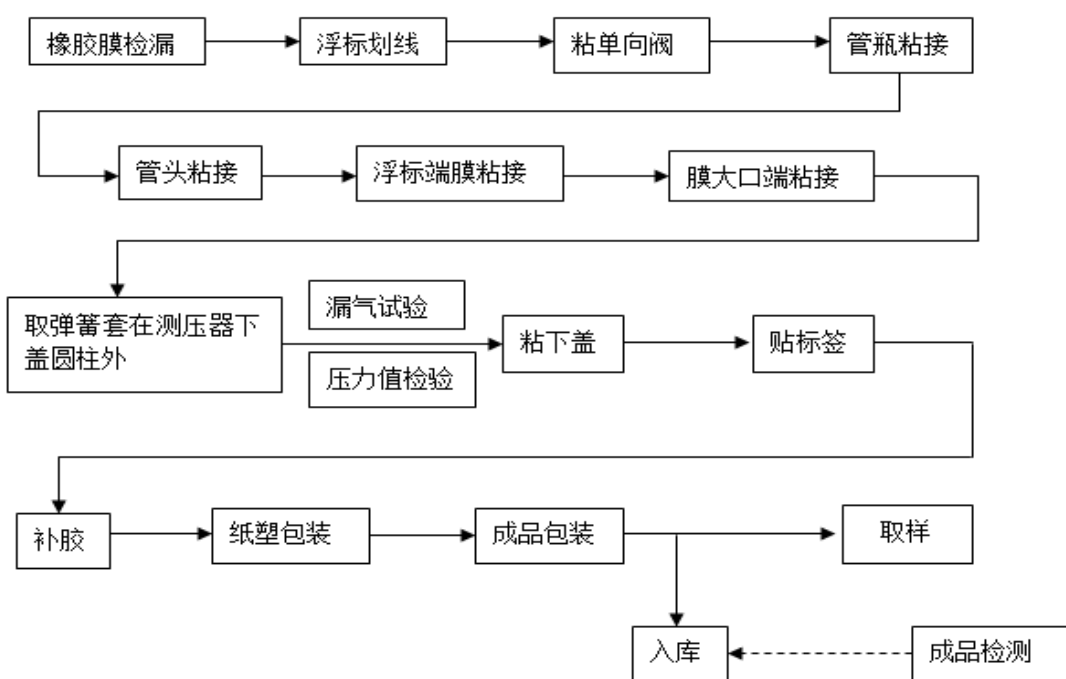 橡胶膜检漏
浮标划线
粘单向阀
管瓶粘接
管头粘接
浮标端膜粘接
膜大口端粘接
取弹簧套在测压器下
盖圆柱外
漏气试验
压力值检验
粘下盖
贴标签
补胶
纸塑包装
成品包装
取样
入库
成品检测